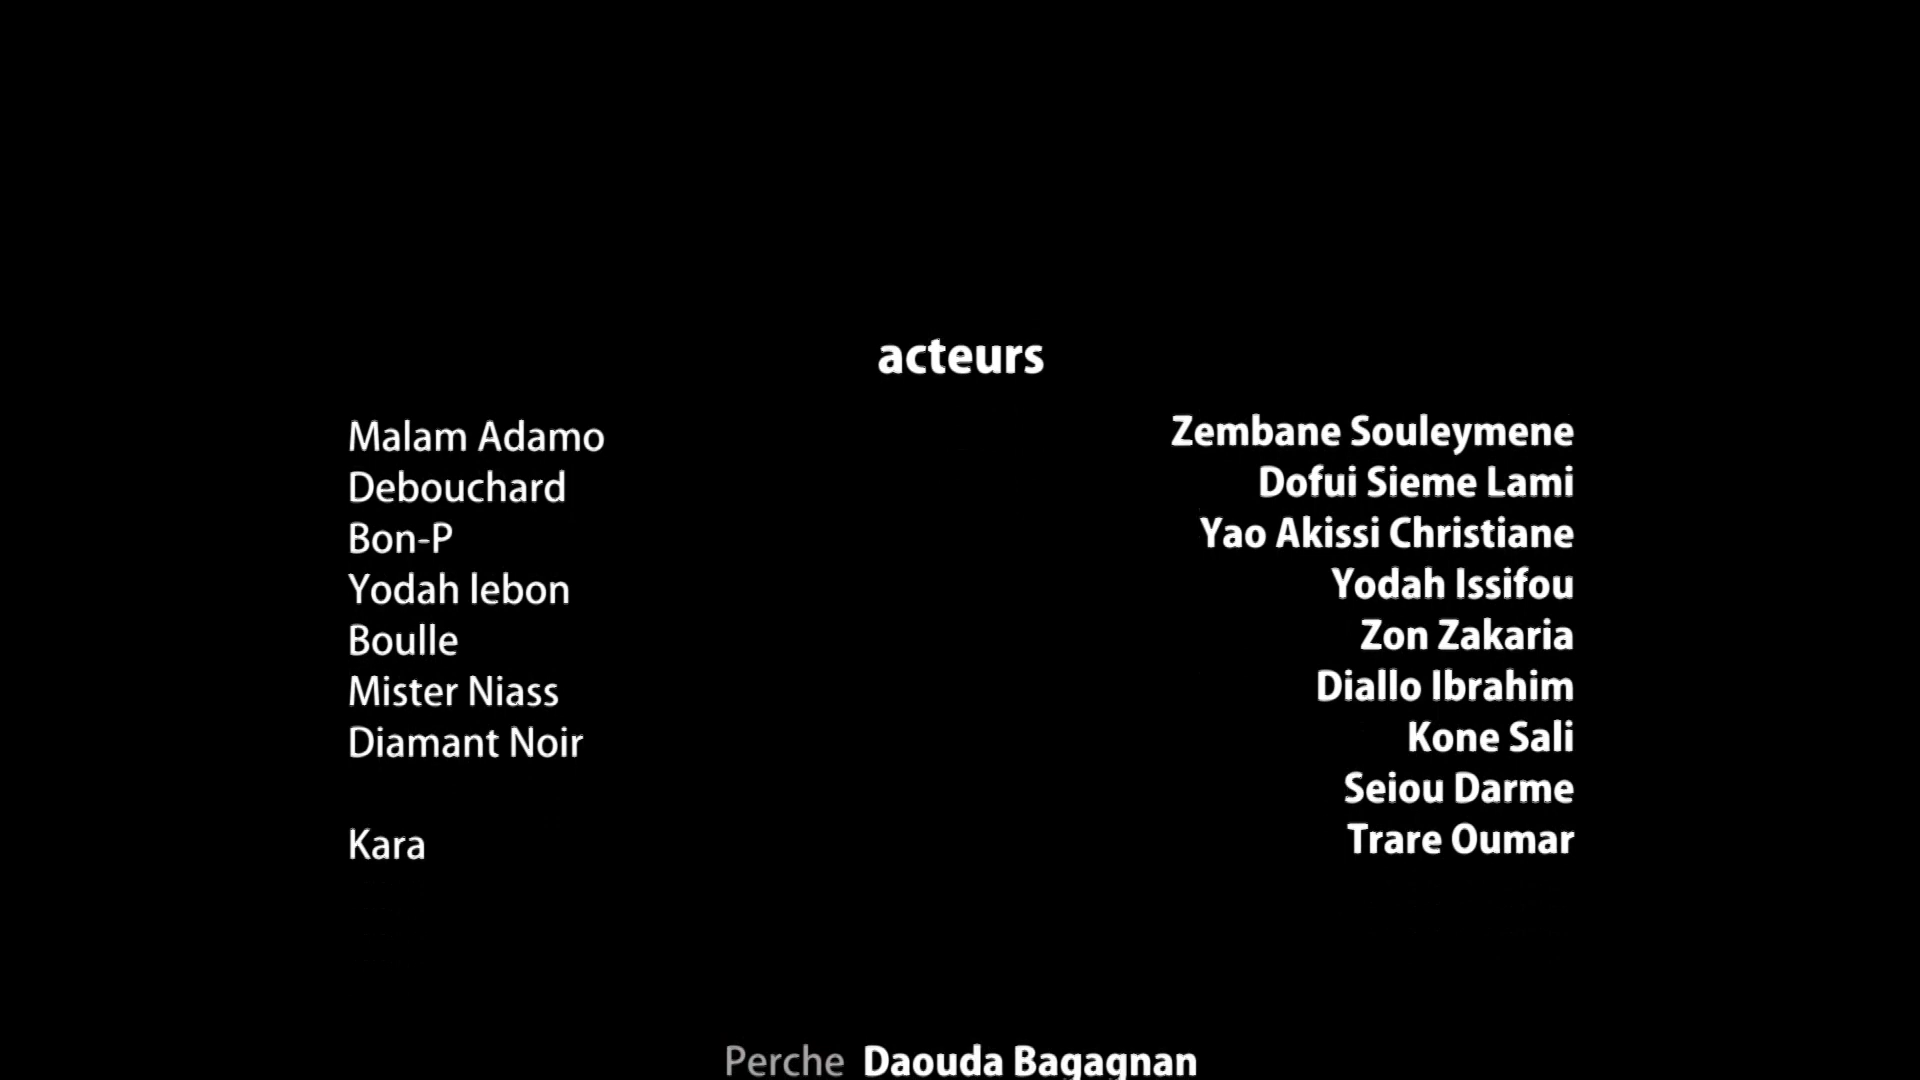 acteurs
Malam Adamo Zembane Souleymene
Debouchard Dofui Sieme Lami
Bon-P Yao Akissi Christiane
Yodah lebon Yodah Issifou
Boulle Zon Zakaria
Mister Niass Diallo Ibrahim
Diamant Noir Kone Sali
Seiou Darme
Kara Trare Oumar
Perche Daouda Bagagnan